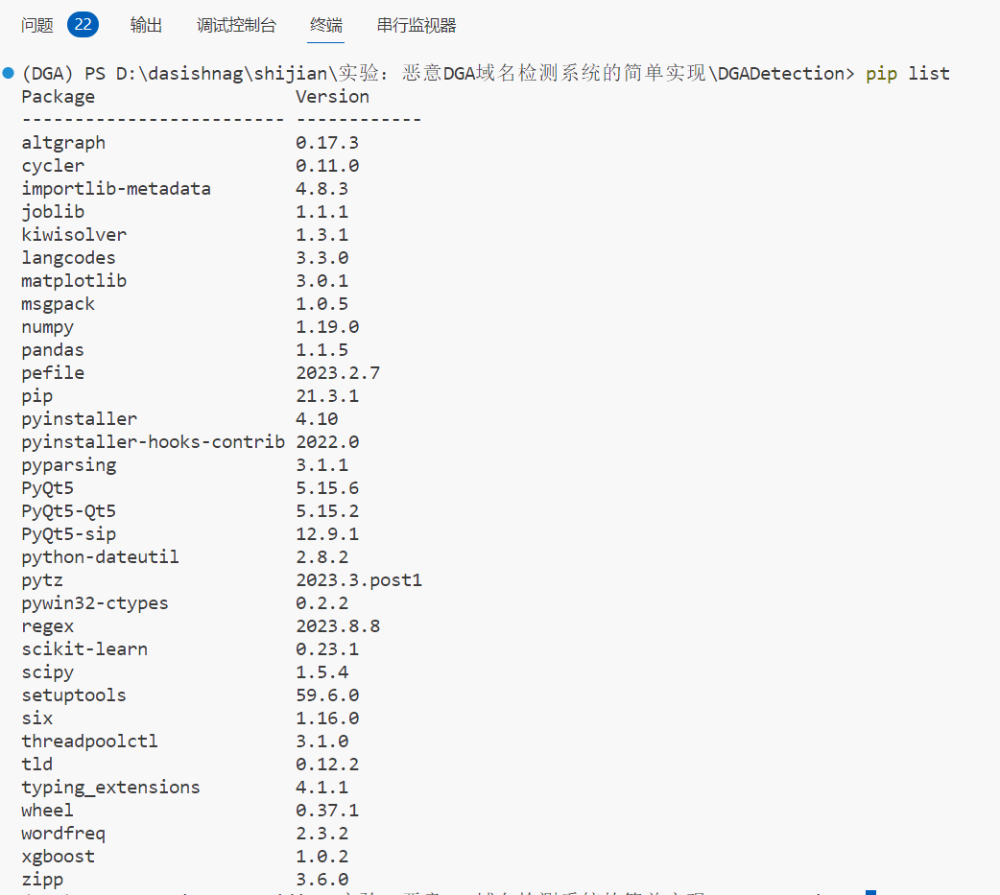 问题 22 输出 调试控制台 终端 串行监视器
(DGA) PS D:\dasishnag\shijian\实验：恶意DGA域名检测系统的简单实现\DGADetection> pip list
Package Version
------------------------- ------------
altgraph 0.17.3
cycler 0.11.0
importlib-metadata 4.8.3
joblib 1.1.1
kiwisolver 1.3.1
langcodes 3.3.0
matplotlib 3.0.1
msgpack 1.0.5
numpy 1.19.0
pandas 1.1.5
pefile 2023.2.7
pip 21.3.1
pyinstaller 4.10
pyinstaller-hooks-contrib 2022.0
pyparsing 3.1.1
PyQt5 5.15.6
PyQt5-Qt5 5.15.2
PyQt5-sip 12.9.1
python-dateutil 2.8.2
pytz 2023.3.post1
pywin32-ctypes 0.2.2
regex 2023.8.8
scikit-learn 0.23.1
scipy 1.5.4
setuptools 59.6.0
six 1.16.0
threadpoolctl 3.1.0
tld 0.12.2
typing_extensions 4.1.1
wheel 0.37.1
wordfreq 2.3.2
xgboost 1.0.2
zipp 3.6.0